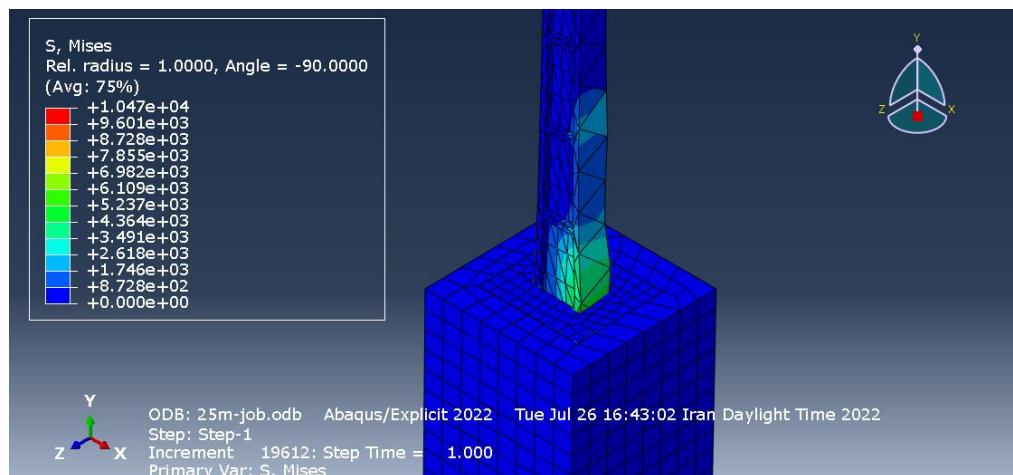 S, Mises
Rel. radius = 1.0000, Angle = -90.0000
(Avg: 75%)
+1.047e+04
+9.601e+03
+8.728e+03
+7.855e+03
+6.982e+03
+6.109e+03
+5.237e+03
+4.364e+03
+3.491e+03
+2.618e+03
+1.746e+03
+8.728e+02
+0.000e+00
Y
Z
X
Y
Z
X
ODB: 25m-job.odb Abaqus/Explicit 2022 Tue Jul 26 16:43:02 Iran Daylight Time 2022
Step: Step-1
Increment 19612: Step Time = 1.000
Primary Var: S, Mises